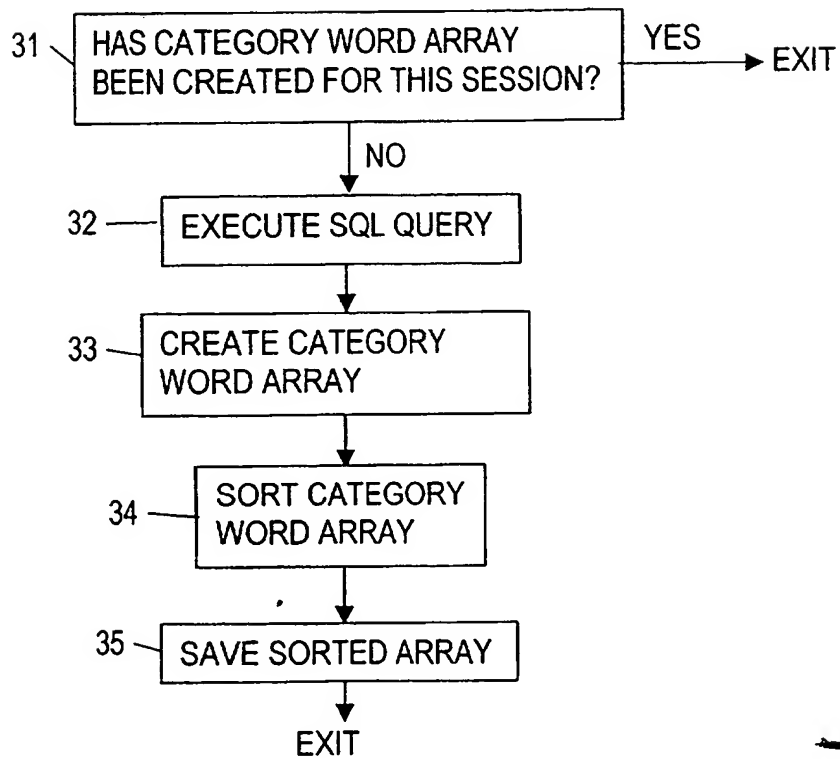 31
HAS CATEGORY WORD ARRAY
BEEN CREATED FOR THIS SESSION?
YES
EXIT
NO
32
EXECUTE SQL QUERY
33
CREATE CATEGORY
WORD ARRAY
34
SORT CATEGORY
WORD ARRAY
35
SAVE SORTED ARRAY
EXIT